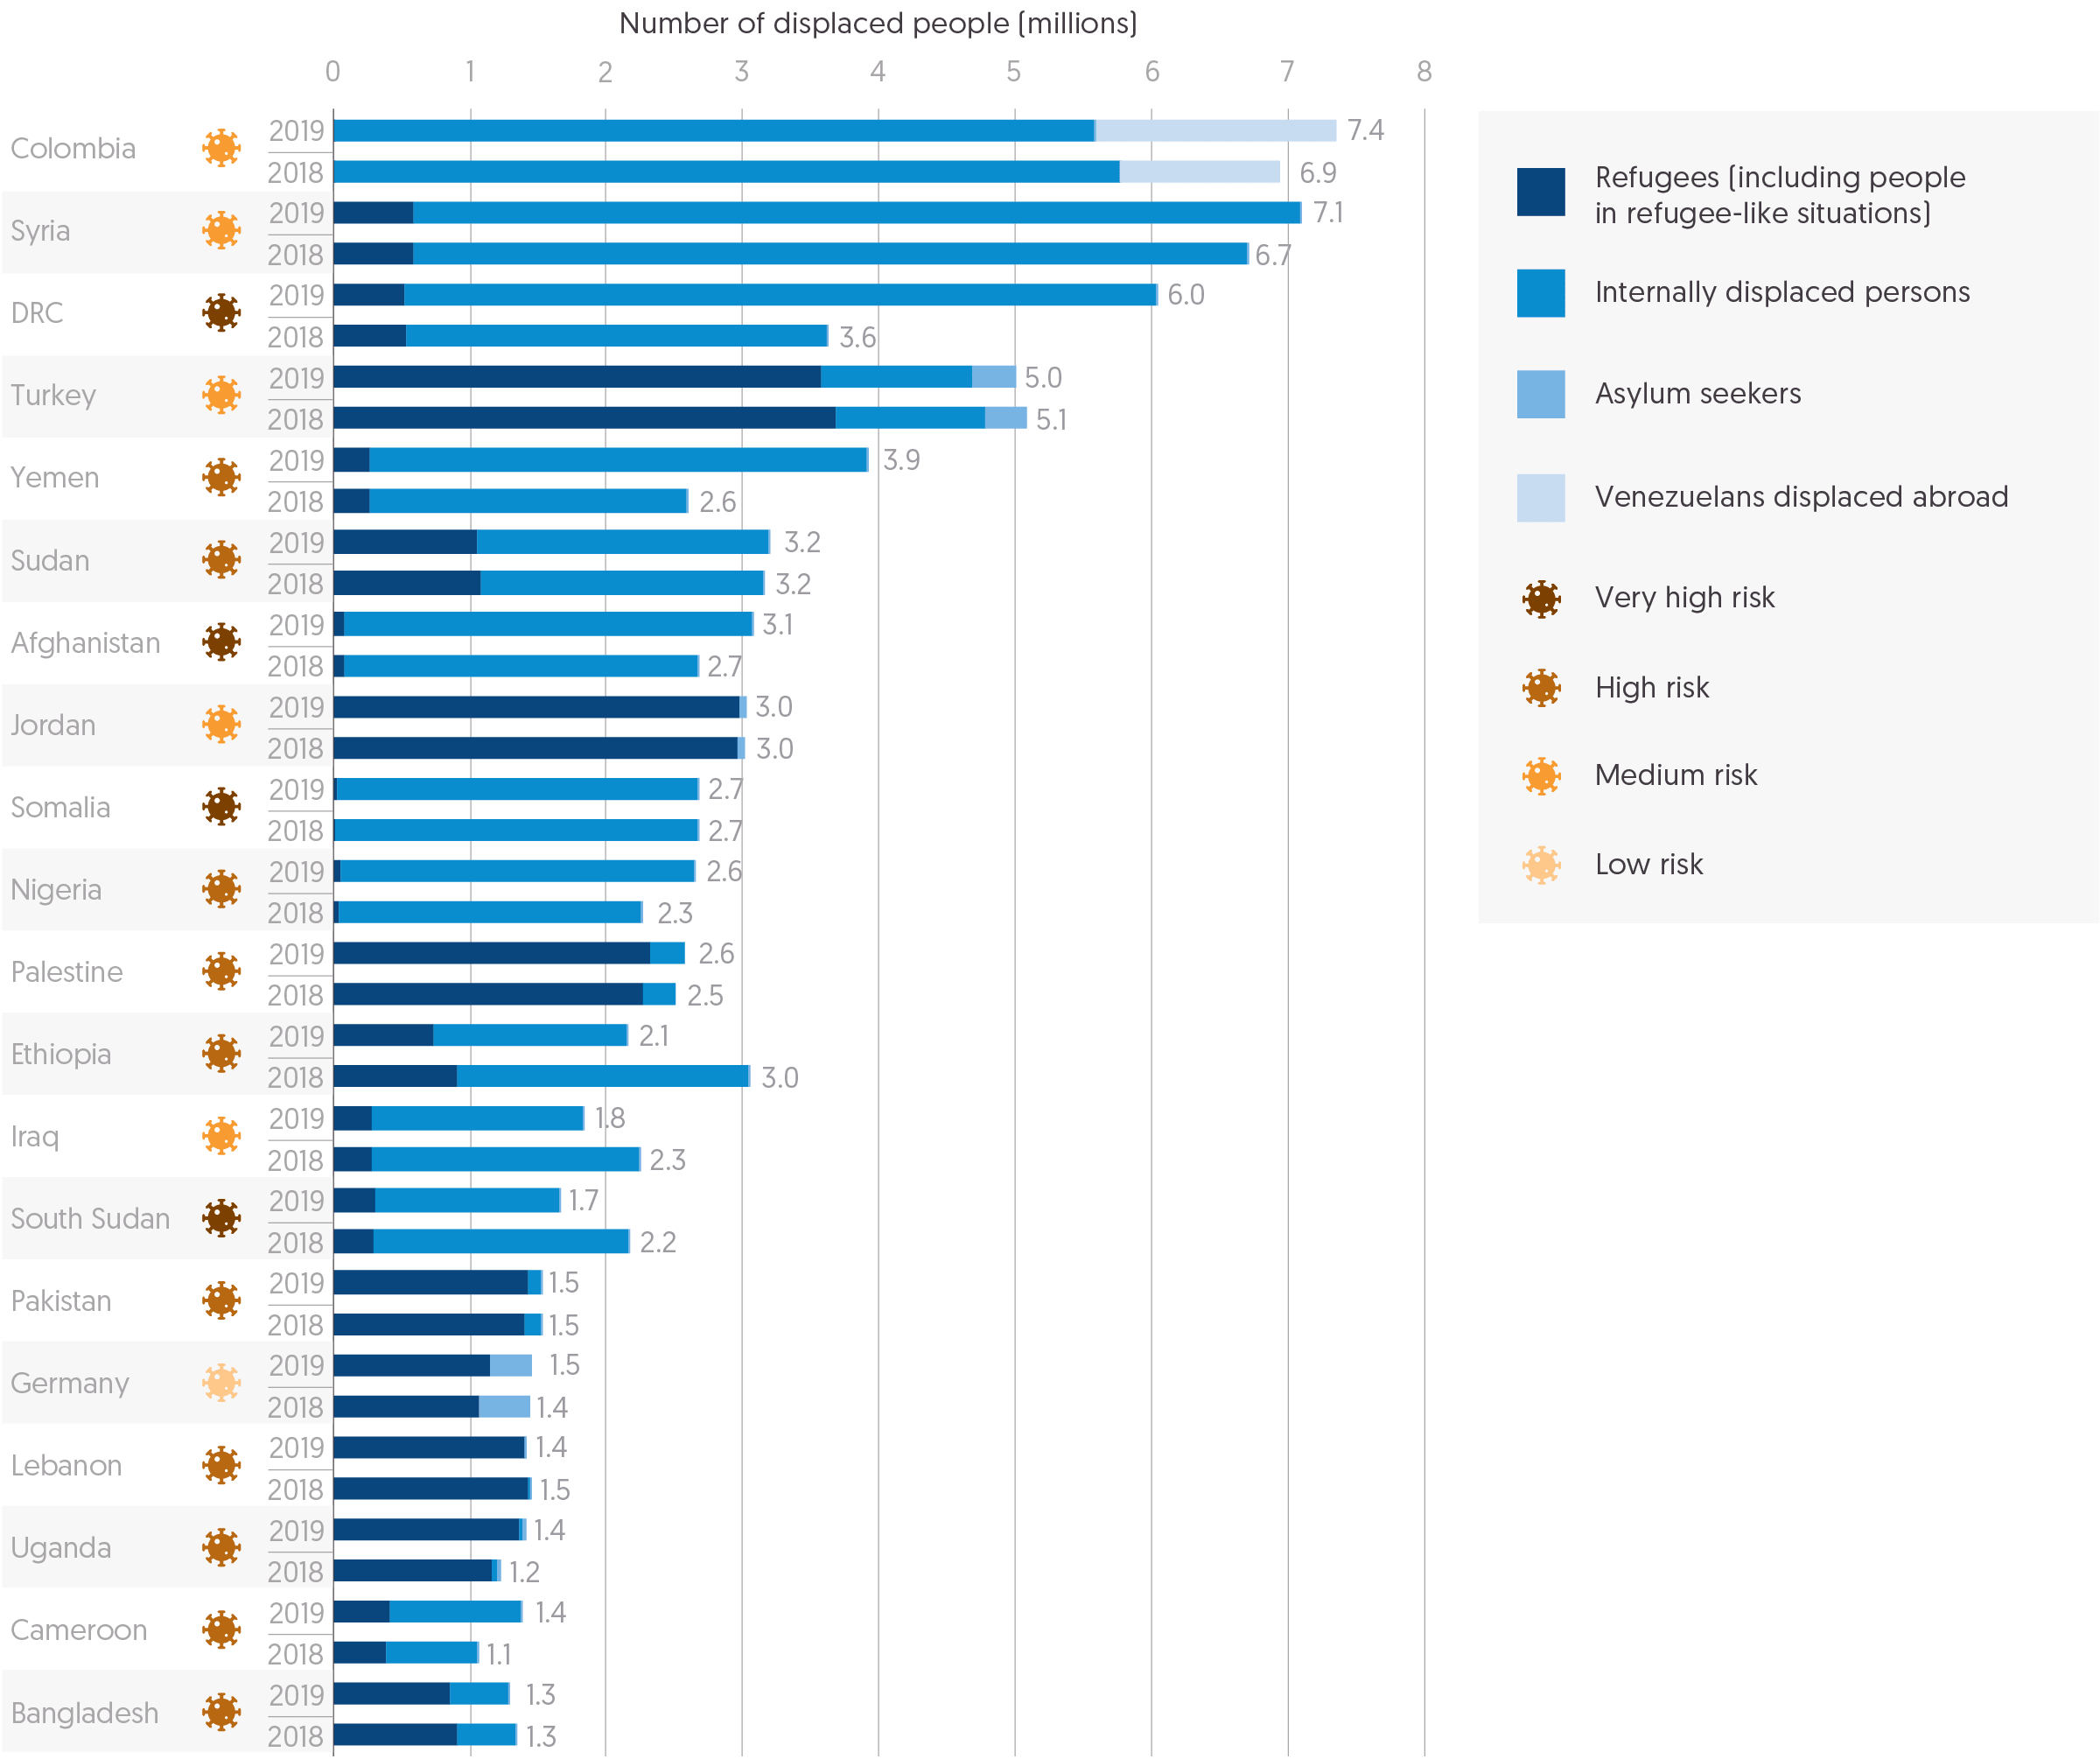 Number of displaced people (millions)
0 1 2 3 4 5 6 7 8
Colombia
2019 7.4
2018 6.9
Syria
2019 7.1
2018 6.7
DRC
2019 6.0
2018 3.6
Turkey
2019 5.0
2018 5.1
Yemen
2019 3.9
2018 2.6
Sudan
2019 3.2
2018 3.2
Afghanistan
2019 3.1
2018 2.7
Jordan
2019 3.0
2018 3.0
Somalia
2019 2.7
2018 2.7
Nigeria
2019 2.6
2018 2.3
Palestine
2019 2.6
2018 2.5
Ethiopia
2019 2.1
2018 3.0
Iraq
2019 1.8
2018 2.3
South Sudan
2019 1.7
2018 2.2
Pakistan
2019 1.5
2018 1.5
Germany
2019 1.5
2018 1.4
Lebanon
2019 1.4
2018 1.5
Uganda
2019 1.4
2018 1.2
Cameroon
2019 1.4
2018 1.1
Bangladesh
2019 1.3
2018 1.3
Refugees (including people
in refugee-like situations)
Internally displaced persons
Asylum seekers
Venezuelans displaced abroad
Very high risk
High risk
Medium risk
Low risk